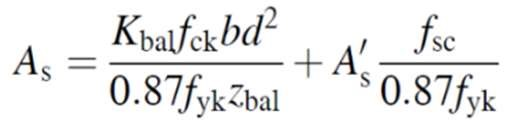 A_s = \frac{K_{bal} f_{ck} b d^2}{0.87 f_{yk} z_{bal}} + A'_s \frac{f_{sc}}{0.87 f_{yk}}